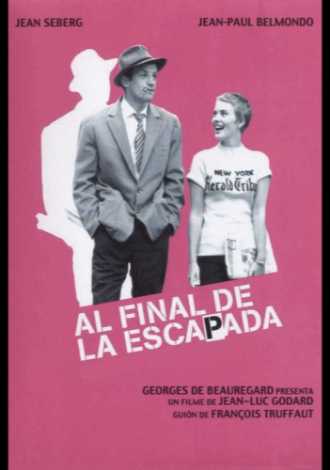 JEAN SEBERG
JEAN-PAUL BELMONDO
NEW YORK
Herald Tribu
AL FINAL DE
LA ESCAPADA
GEORGES DE BEAUREGARD PRESENTA
UN FILME DE JEAN-LUC GODARD
GUIÓN DE FRANÇOIS TRUFFAUT